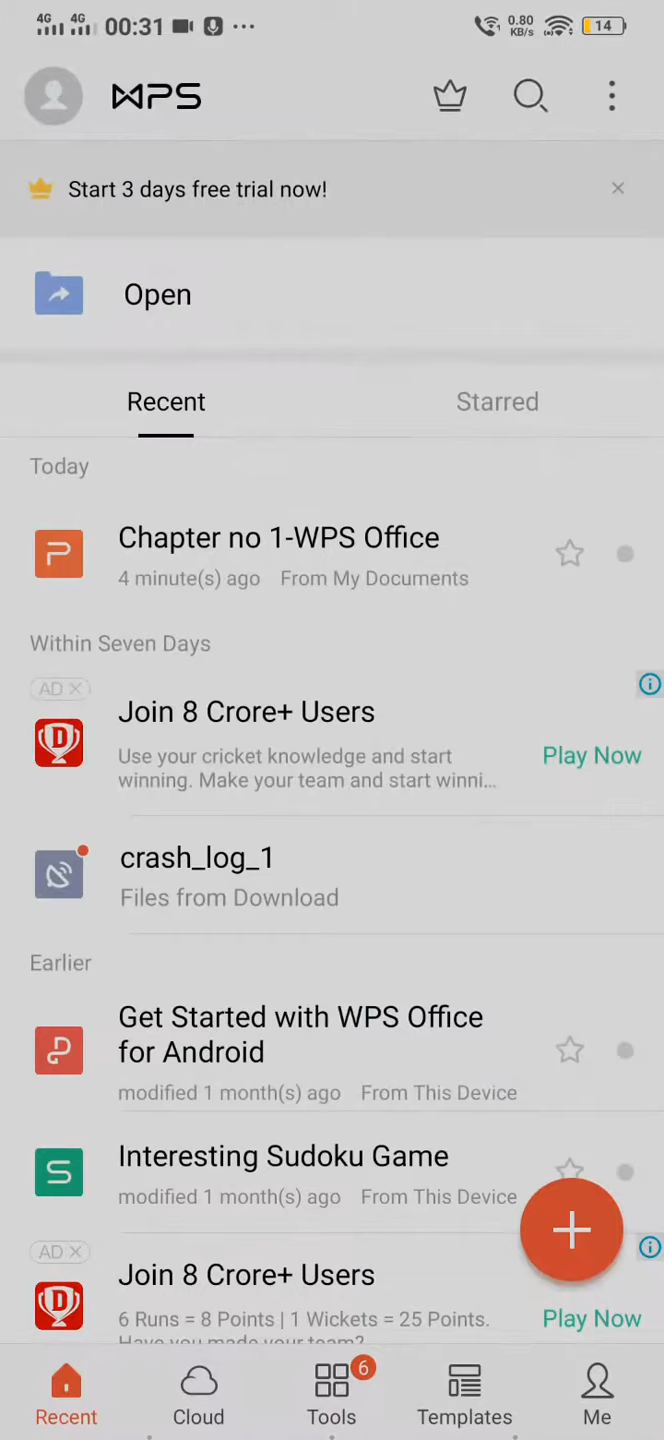 4G 4G 00:31 ... 0.80 KB/s 14
WPS
Start 3 days free trial now!
Open
Recent Starred
Today
Chapter no 1-WPS Office
4 minute(s) ago From My Documents
Within Seven Days
AD
Join 8 Crore+ Users
Use your cricket knowledge and start
winning. Make your team and start winni...
Play Now
crash_log_1
Files from Download
Earlier
Get Started with WPS Office
for Android
modified 1 month(s) ago From This Device
Interesting Sudoku Game
modified 1 month(s) ago From This Device
AD
Join 8 Crore+ Users
6 Runs = 8 Points | 1 Wickets = 25 Points.
Have you made your team?
Play Now
6
Recent Cloud Tools Templates Me